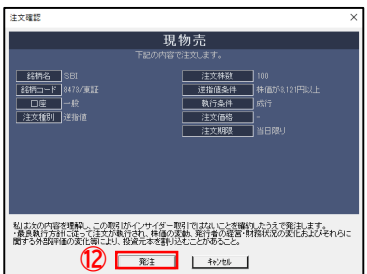 注文確認
現物売
下記の内容で注文します。
銘柄名 SBI 注文株数 100
銘柄コード 8473/東証 逆指値条件 株価が3,121円以上
口座 一般 執行条件 成行
注文種別 逆指値 注文価格 -
注文期限 当日限り
私は次の内容を理解し、この取引がインサイダー取引ではないことを確約したうえで発注します。
・最良執行方針に従って注文が執行され、株価の変動、発行者の経営・財務状況の変化およびそれらに
関する外部評価の変化等により、投資元本を割り込むことがあること。
⑫ 発注 キャンセル